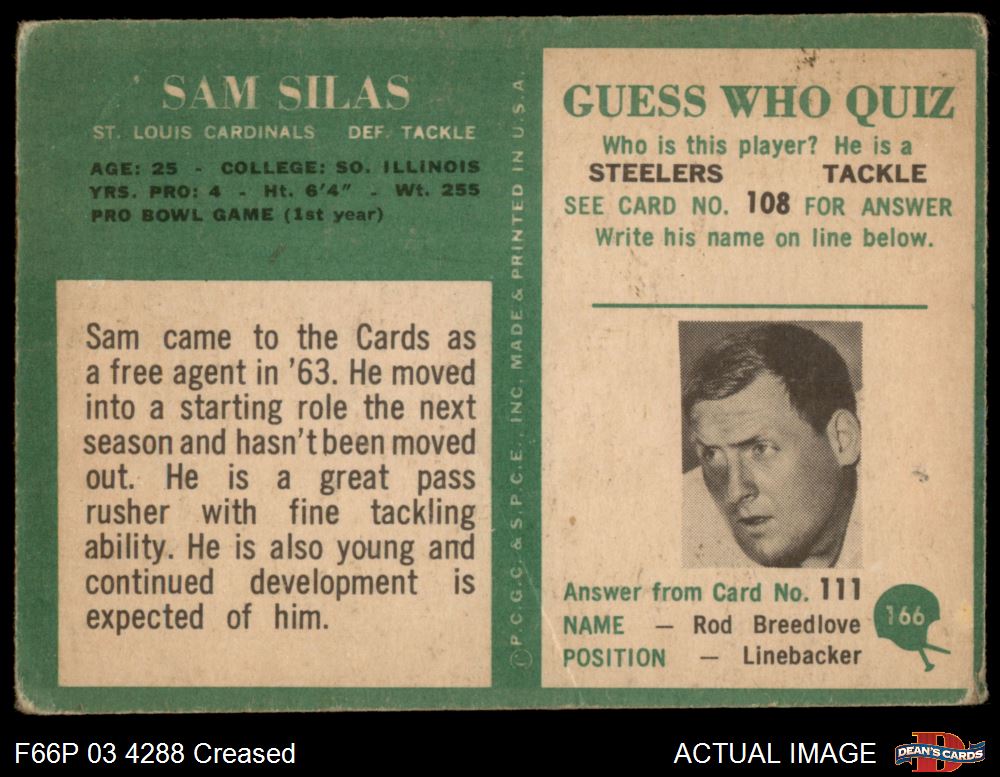 SAM SILAS
ST. LOUIS CARDINALS DEF. TACKLE
AGE: 25 - COLLEGE: SO. ILLINOIS
YRS. PRO: 4 - Ht. 6'4" - Wt. 255
PRO BOWL GAME (1st year)
Sam came to the Cards as
a free agent in '63. He moved
into a starting role the next
season and hasn't been moved
out. He is a great pass
rusher with fine tackling
ability. He is also young and
continued development is
expected of him.
©P.C.G.C. & S.P.C.E., INC. MADE & PRINTED IN U.S.A.
GUESS WHO QUIZ
Who is this player? He is a
STEELERS TACKLE
SEE CARD NO. 108 FOR ANSWER
Write his name on line below.
Answer from Card No. 111
NAME — Rod Breedlove
POSITION — Linebacker
166
F66P 03 4288 Creased
ACTUAL IMAGE
D
DEAN'S CARDS